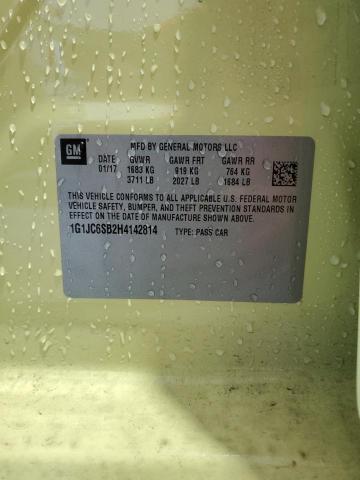 GM
MFD BY GENERAL MOTORS LLC
DATE GVWR GAWR FRT GAWR RR
01/17 1683 KG 919 KG 764 KG
3711 LB 2027 LB 1684 LB
THIS VEHICLE CONFORMS TO ALL APPLICABLE U.S. FEDERAL MOTOR
VEHICLE SAFETY, BUMPER, AND THEFT PREVENTION STANDARDS IN
EFFECT ON THE DATE OF MANUFACTURE SHOWN ABOVE.
1G1JC6SB2H4142814 TYPE: PASS CAR